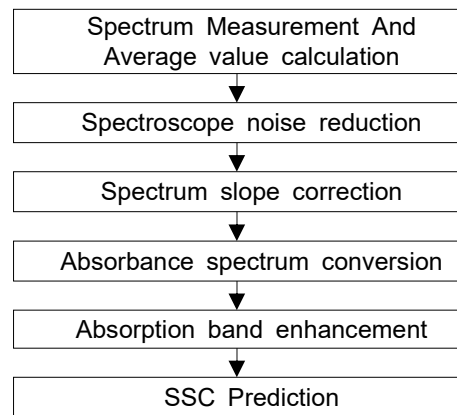 Spectrum Measurement And
Average value calculation
Spectroscope noise reduction
Spectrum slope correction
Absorbance spectrum conversion
Absorption band enhancement
SSC Prediction